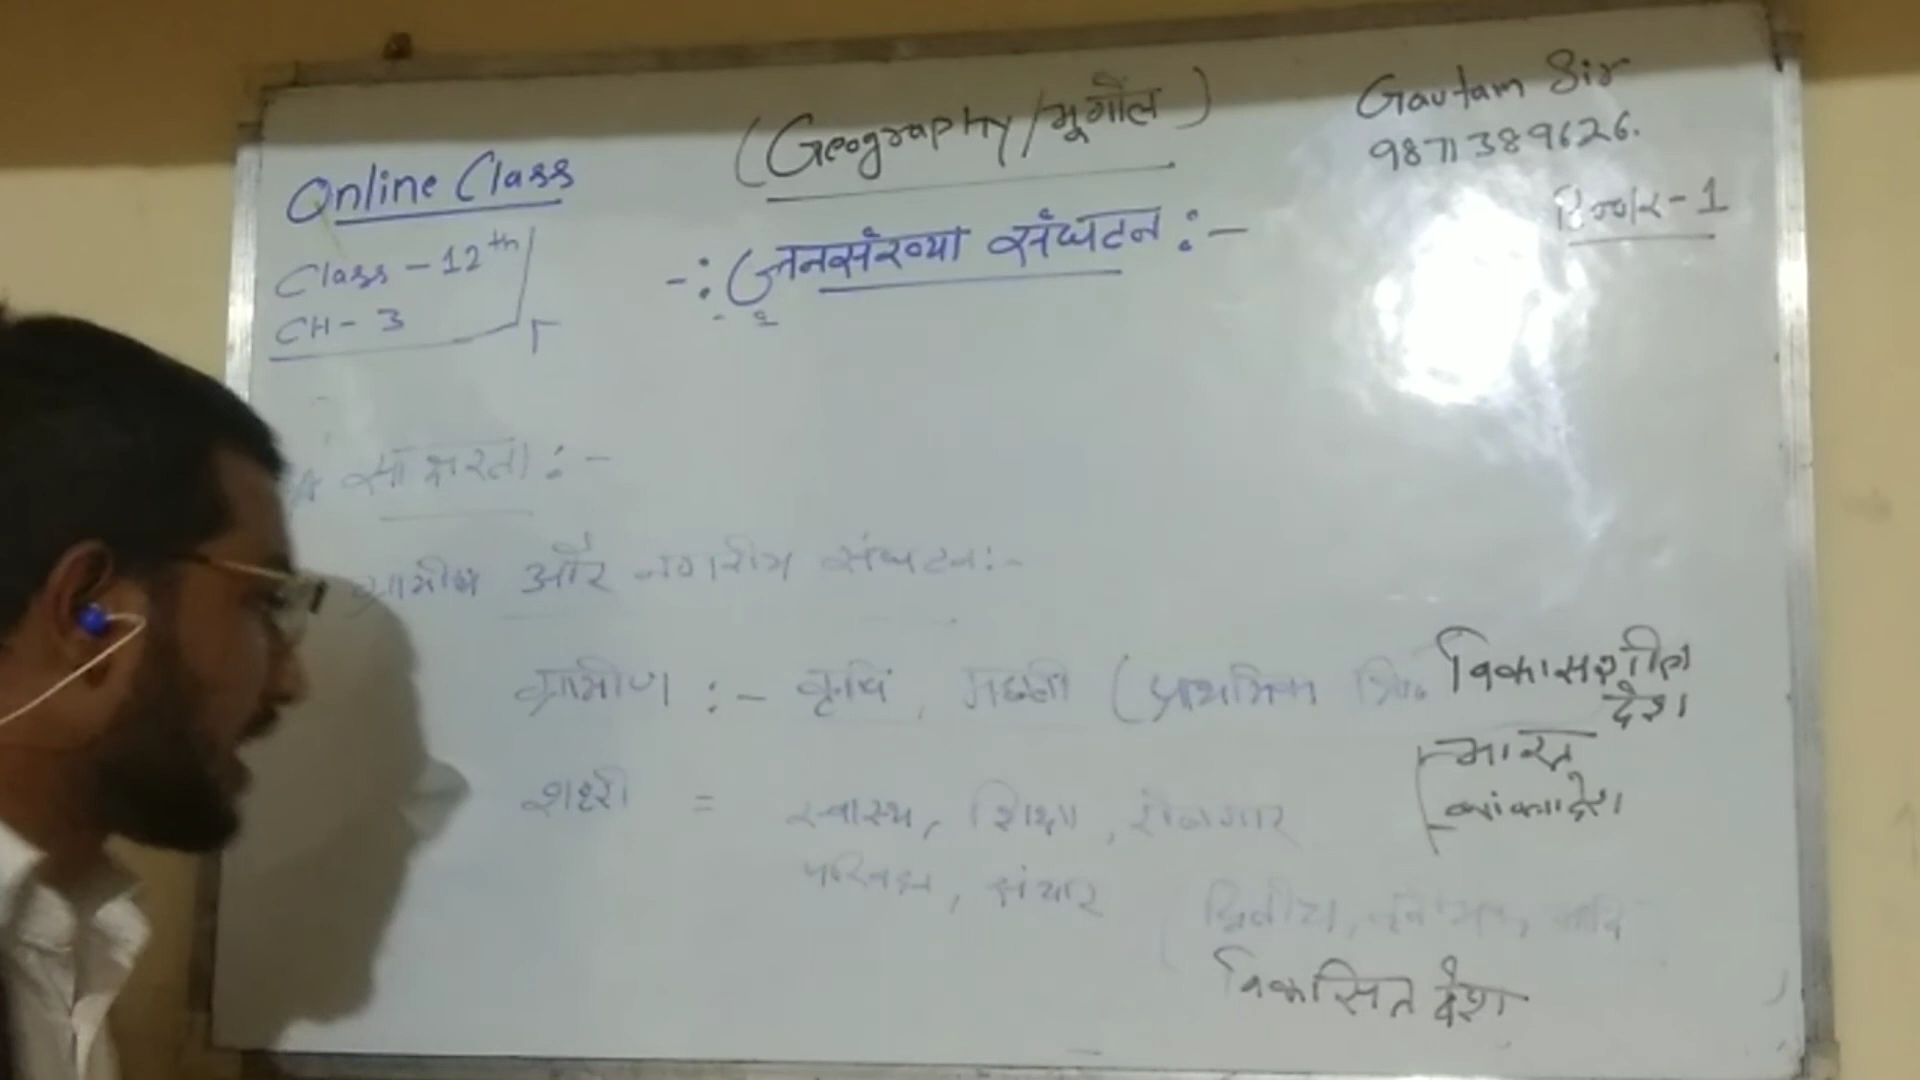 (Geography/भूगोल)
Gautam Sir
9871389626.
Online Class
Class - 12th
CH - 3
-: जनसंख्या संघटन :-
साक्षरता :-
ग्रामीण और नगरीय संघटन :-
ग्रामीण :- कृषि, मछली (प्राथमिक
विकासशील देश
भारत
बांग्लादेश
शहरी = स्वास्थ, शिक्षा, रोजगार
परिवहन, संचार
(द्वितीय,
विकसित देश